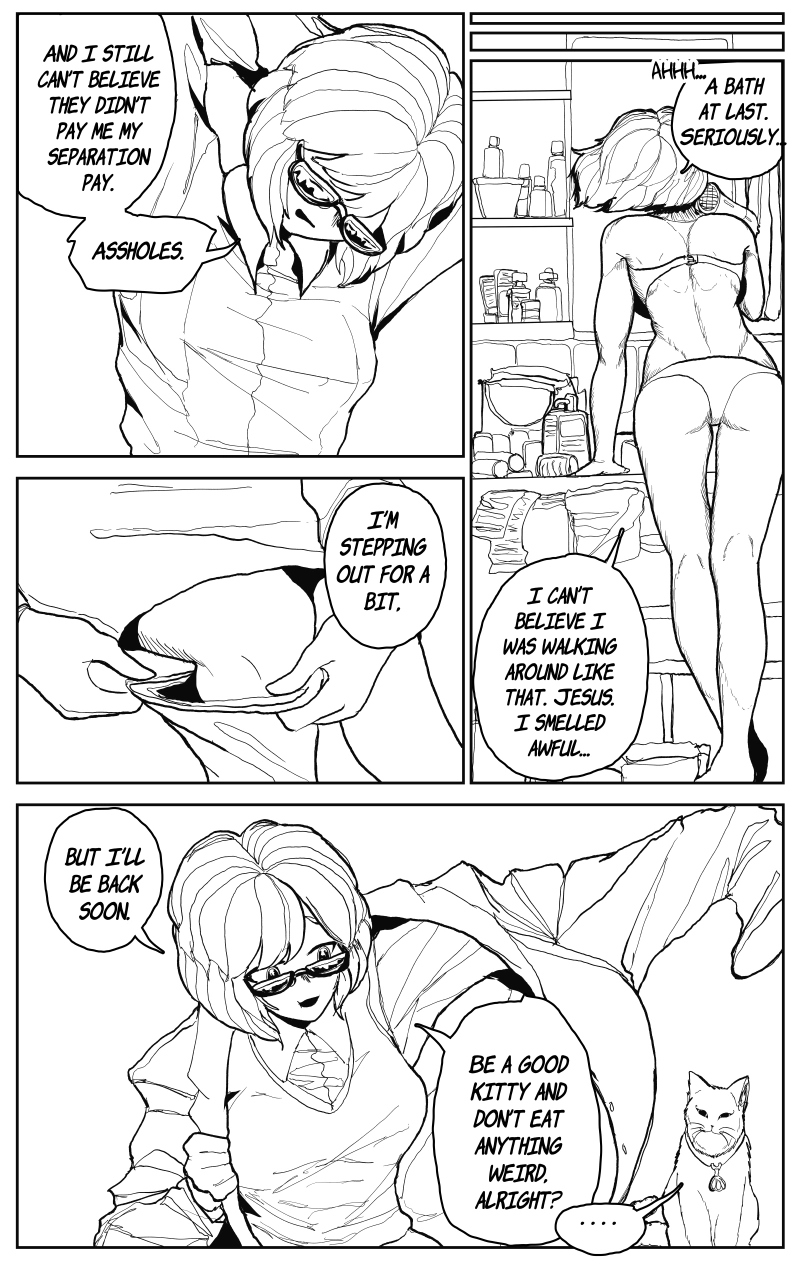 AHHH...
A BATH
AT LAST.
SERIOUSLY...
I CAN'T
BELIEVE I
WAS WALKING
AROUND LIKE
THAT. JESUS.
I SMELLED
AWFUL...
AND I STILL
CAN'T BELIEVE
THEY DIDN'T
PAY ME MY
SEPARATION
PAY.
ASSHOLES.
I'M
STEPPING
OUT FOR A
BIT.
BUT I'LL
BE BACK
SOON.
BE A GOOD
KITTY AND
DON'T EAT
ANYTHING
WEIRD.
ALRIGHT?
....